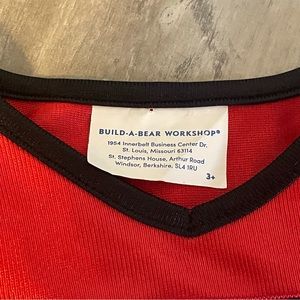 BUILD-A-BEAR WORKSHOP®
1954 Innerbelt Business Center Dr.
St. Louis, Missouri 63114
St. Stephens House, Arthur Road
Windsor, Berkshire, SL4 1RU
3+